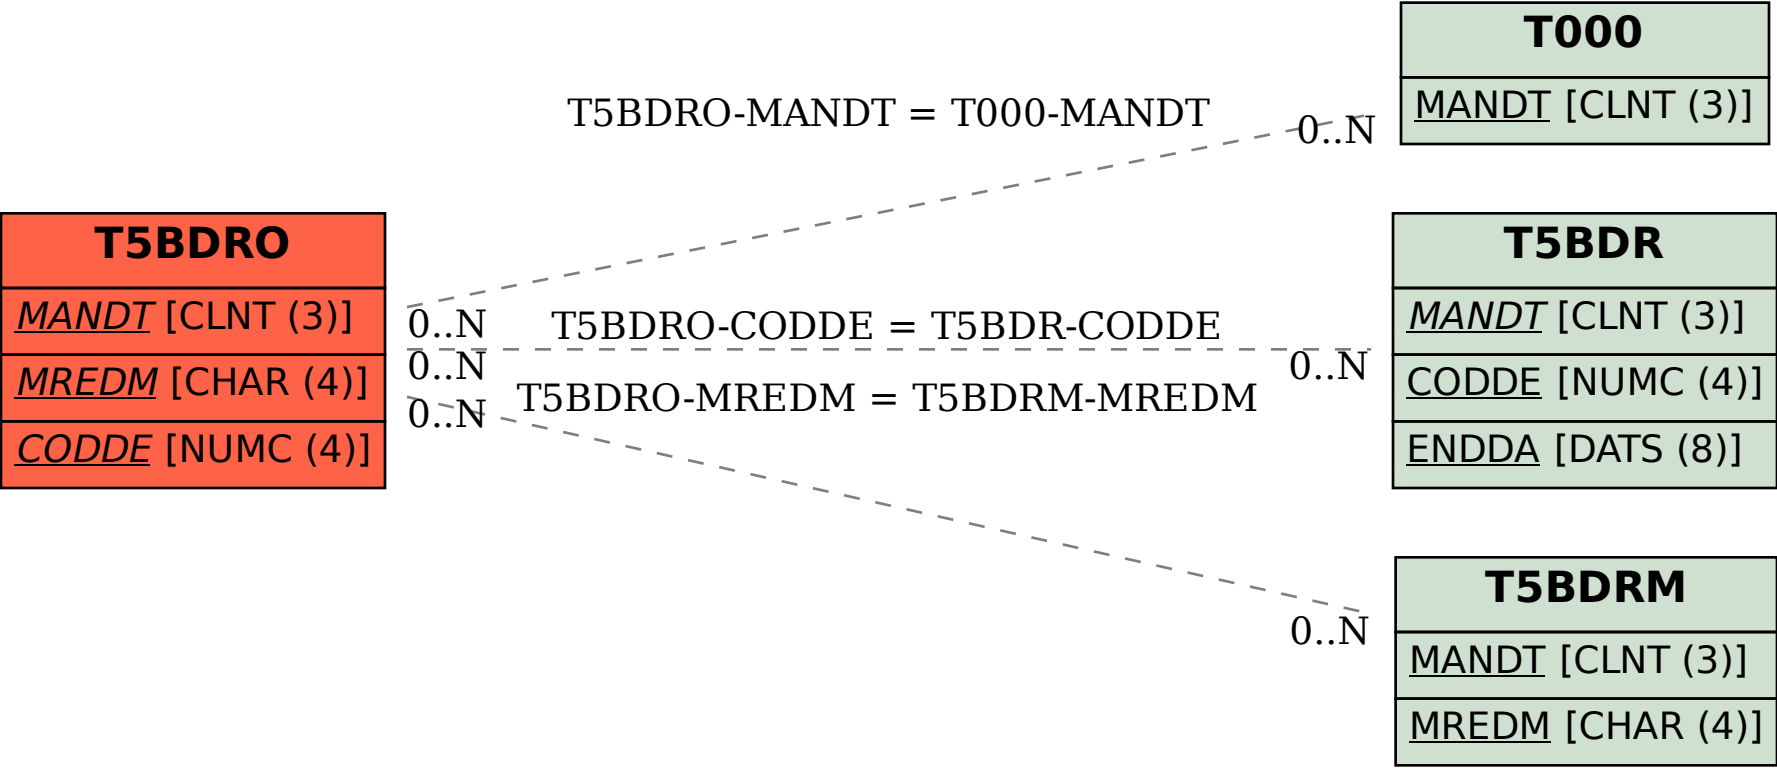 T000
MANDT [CLNT (3)]
T5BDRO-MANDT = T000-MANDT
0..N
T5BDRO
MANDT [CLNT (3)]
MREDM [CHAR (4)]
CODDE [NUMC (4)]
0..N
T5BDRO-CODDE = T5BDR-CODDE
0..N
0..N
T5BDRO-MREDM = T5BDRM-MREDM
0..N
T5BDR
MANDT [CLNT (3)]
CODDE [NUMC (4)]
ENDDA [DATS (8)]
0..N
T5BDRM
MANDT [CLNT (3)]
MREDM [CHAR (4)]